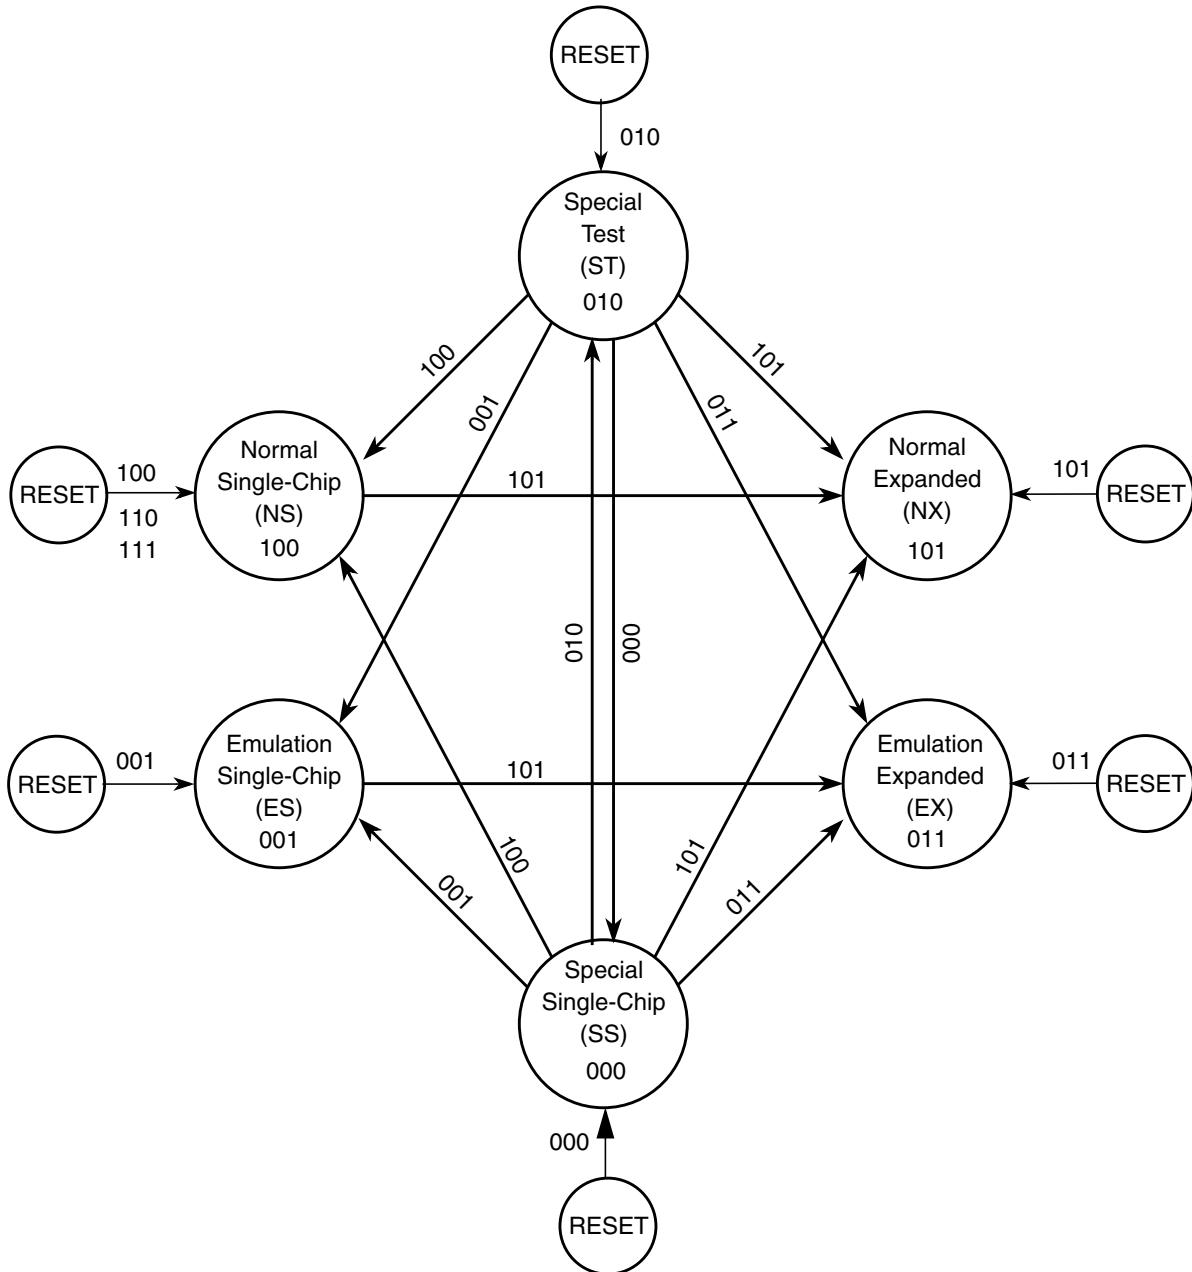 RESET
010
Special
Test
(ST)
010
100
001
101
011
Normal
Single-Chip
(NS)
100
RESET
100
110
111
101
Normal
Expanded
(NX)
101
101
RESET
010
000
Emulation
Single-Chip
(ES)
001
RESET
001
101
Emulation
Expanded
(EX)
011
011
RESET
001
100
101
011
Special
Single-Chip
(SS)
000
000
RESET